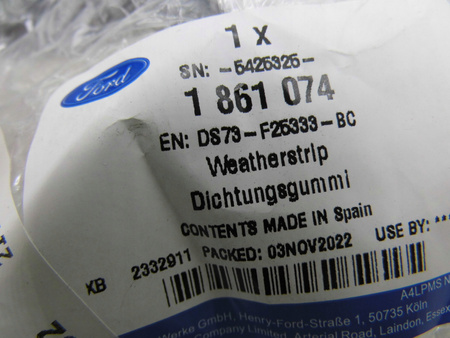 Ford
1 x
SN: -5425325-
1 861 074
EN: DS73-F25333-BC
Weatherstrip
Dichtungsgummi
CONTENTS MADE IN Spain
KB 2332911 PACKED: 03NOV2022 USE BY: ***
A4LPMS
Werke GmbH, Henry-Ford-Straße 1, 50735 Köln
Company Limited, Arterial Road, Laindon, Essex